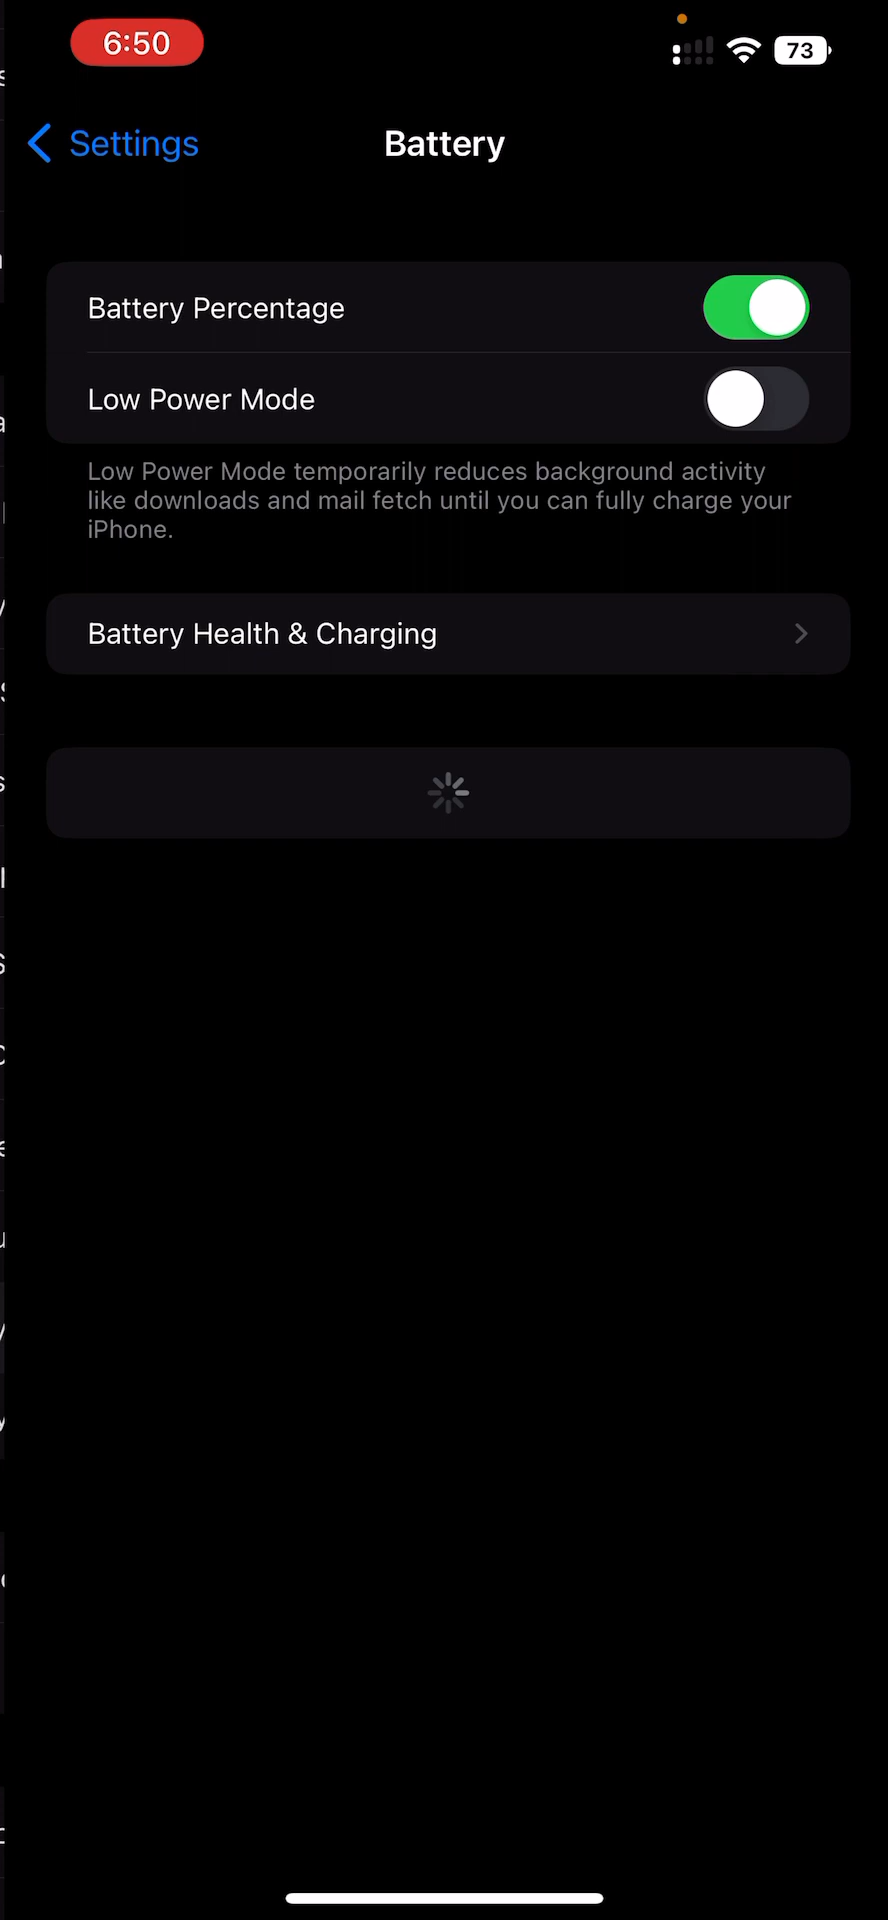 6:50
73
Settings
Battery
Battery Percentage
Low Power Mode
Low Power Mode temporarily reduces background activity
like downloads and mail fetch until you can fully charge your
iPhone.
Battery Health & Charging